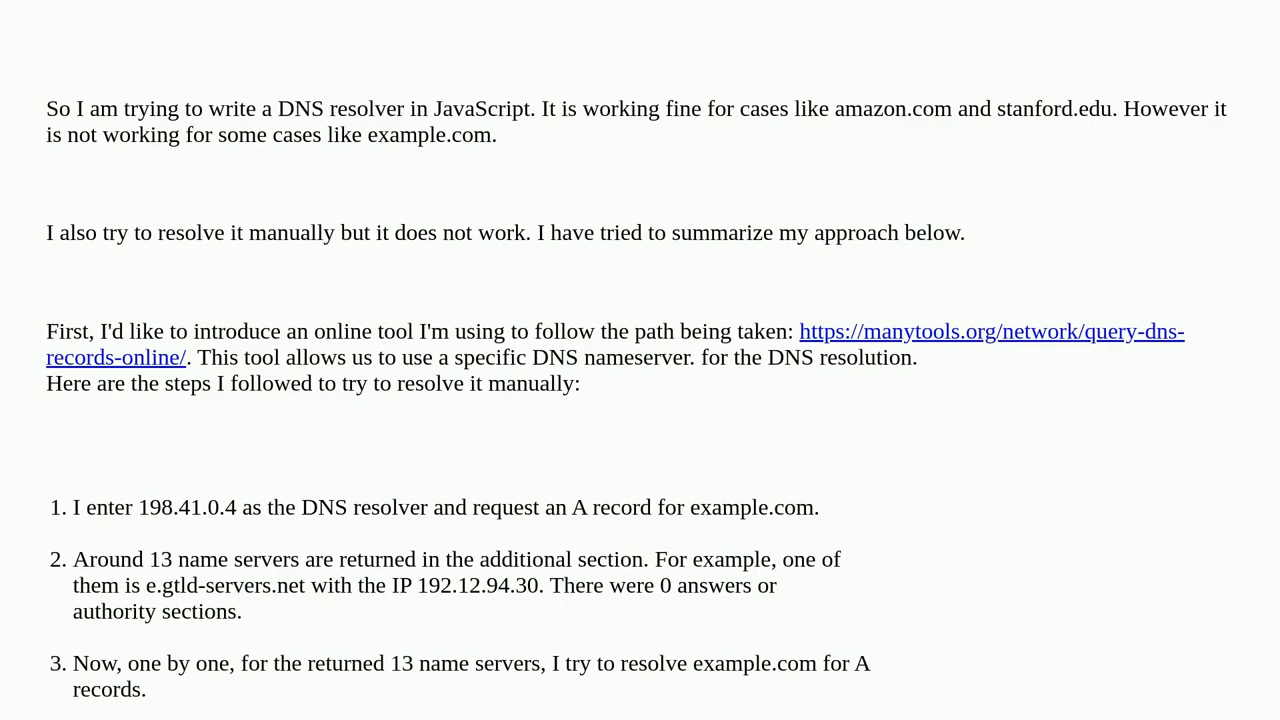 So I am trying to write a DNS resolver in JavaScript. It is working fine for cases like amazon.com and stanford.edu. However it
is not working for some cases like example.com.
I also try to resolve it manually but it does not work. I have tried to summarize my approach below.
First, I'd like to introduce an online tool I'm using to follow the path being taken: https://manytools.org/network/query-dns-
records-online/. This tool allows us to use a specific DNS nameserver. for the DNS resolution.
Here are the steps I followed to try to resolve it manually:
1. I enter 198.41.0.4 as the DNS resolver and request an A record for example.com.
2. Around 13 name servers are returned in the additional section. For example, one of
them is e.gtld-servers.net with the IP 192.12.94.30. There were 0 answers or
authority sections.
3. Now, one by one, for the returned 13 name servers, I try to resolve example.com for A
records.